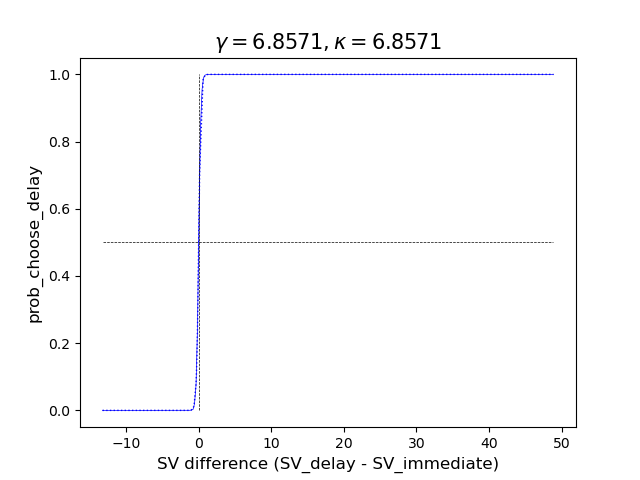 γ = 6.8571, κ = 6.8571
1.0
0.8
0.6
0.4
0.2
0.0
prob_choose_delay
−10 0 10 20 30 40 50
SV difference (SV_delay - SV_immediate)